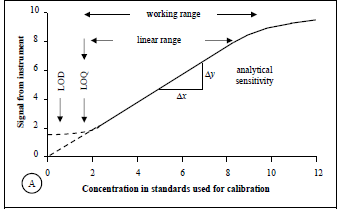 10
working range
8
linear range
6
Δy
analytical
sensitivity
LOD
LOQ
Δx
4
2
0
0
2
4
6
8
10
12
Signal from instrument
A
Concentration in standards used for calibration